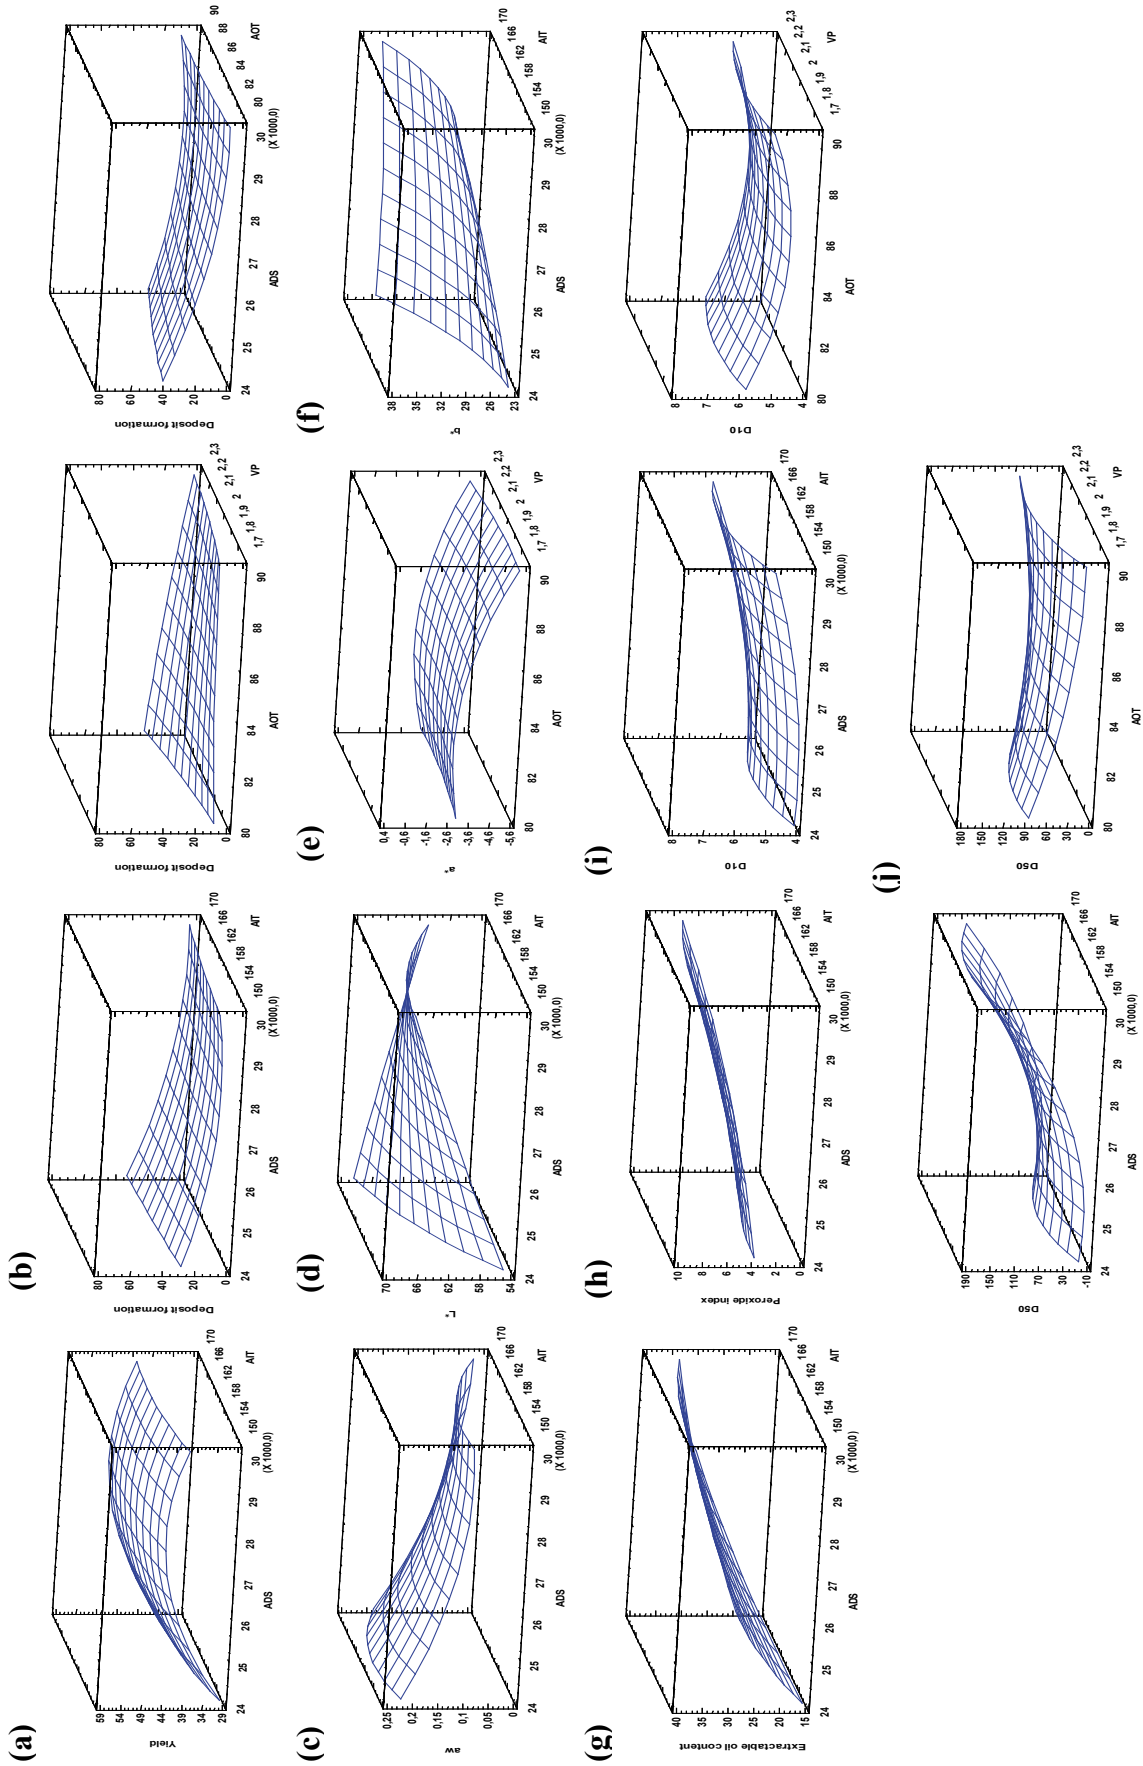 (a)
Yield
59
54
49
44
39
34
29
24 25 26 27 28 29 30
(X 1000,0)
ADS
150 154 158 162 166 170
AIT
(b)
Deposit formation
80
60
40
20
0
24 25 26 27 28 29 30
(X 1000,0)
ADS
150 154 158 162 166 170
AIT
Deposit formation
80
60
40
20
0
80 82 84 86 88 90
AOT
1,7 1,8 1,9 2 2,1 2,2 2,3
VP
Deposit formation
80
60
40
20
0
24 25 26 27 28 29 30
(X 1000,0)
ADS
80 82 84 86 88 90
AOT
(c)
aw
0,25
0,2
0,15
0,1
0,05
0
24 25 26 27 28 29 30
(X 1000,0)
ADS
150 154 158 162 166 170
AIT
(d)
L*
70
66
62
58
54
24 25 26 27 28 29 30
(X 1000,0)
ADS
150 154 158 162 166 170
AIT
(e)
a*
0,4
-0,6
-1,6
-2,6
-3,6
-4,6
-5,6
80 82 84 86 88 90
AOT
1,7 1,8 1,9 2 2,1 2,2 2,3
VP
(f)
b*
38
35
32
29
26
23
24 25 26 27 28 29 30
(X 1000,0)
ADS
150 154 158 162 166 170
AIT
(g)
Extractable oil content
40
35
30
25
20
15
24 25 26 27 28 29 30
(X 1000,0)
ADS
150 154 158 162 166 170
AIT
(h)
Peroxide index
10
8
6
4
2
0
24 25 26 27 28 29 30
(X 1000,0)
ADS
150 154 158 162 166 170
AIT
(i)
D10
8
7
6
5
4
24 25 26 27 28 29 30
(X 1000,0)
ADS
150 154 158 162 166 170
AIT
D10
8
7
6
5
4
80 82 84 86 88 90
AOT
1,7 1,8 1,9 2 2,1 2,2 2,3
VP
(j)
D50
190
150
110
70
30
-10
24 25 26 27 28 29 30
(X 1000,0)
ADS
150 154 158 162 166 170
AIT
D50
180
150
120
90
60
30
0
80 82 84 86 88 90
AOT
1,7 1,8 1,9 2 2,1 2,2 2,3
VP